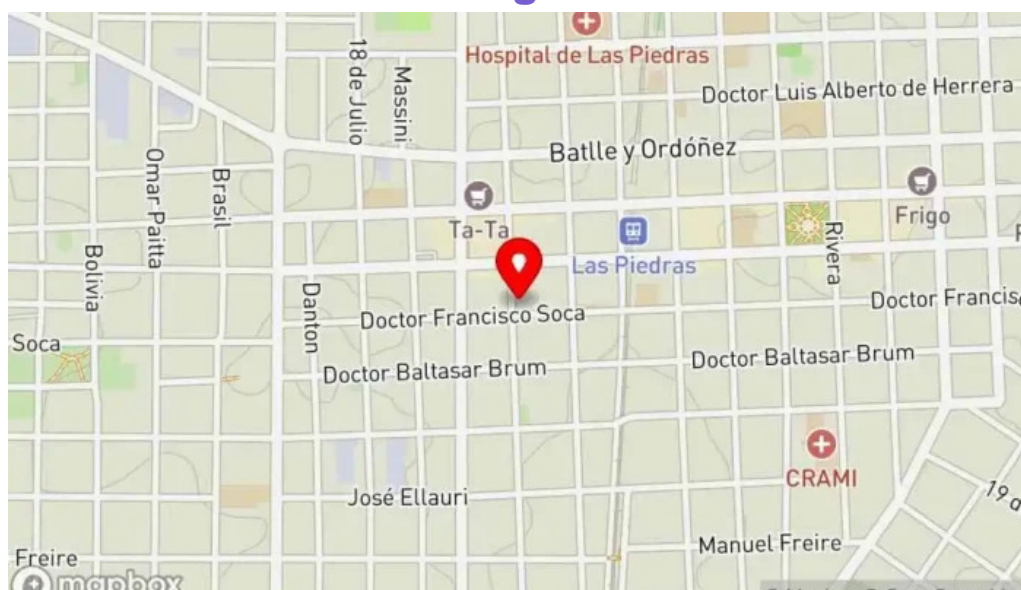 Hospital de Las Piedras
18 de Julio
Massini
Doctor Luis Alberto de Herrera
Batlle y Ordóñez
Omar Paitta
Brasil
Ta-Ta
Frigo
Rivera
Las Piedras
Bolivia
Danton
Doctor Francisco Soca
Doctor Francis
Soca
Doctor Baltasar Brum
Doctor Baltasar Brum
CRAMI
José Ellauri
19 d
Manuel Freire
Freire
mapbox